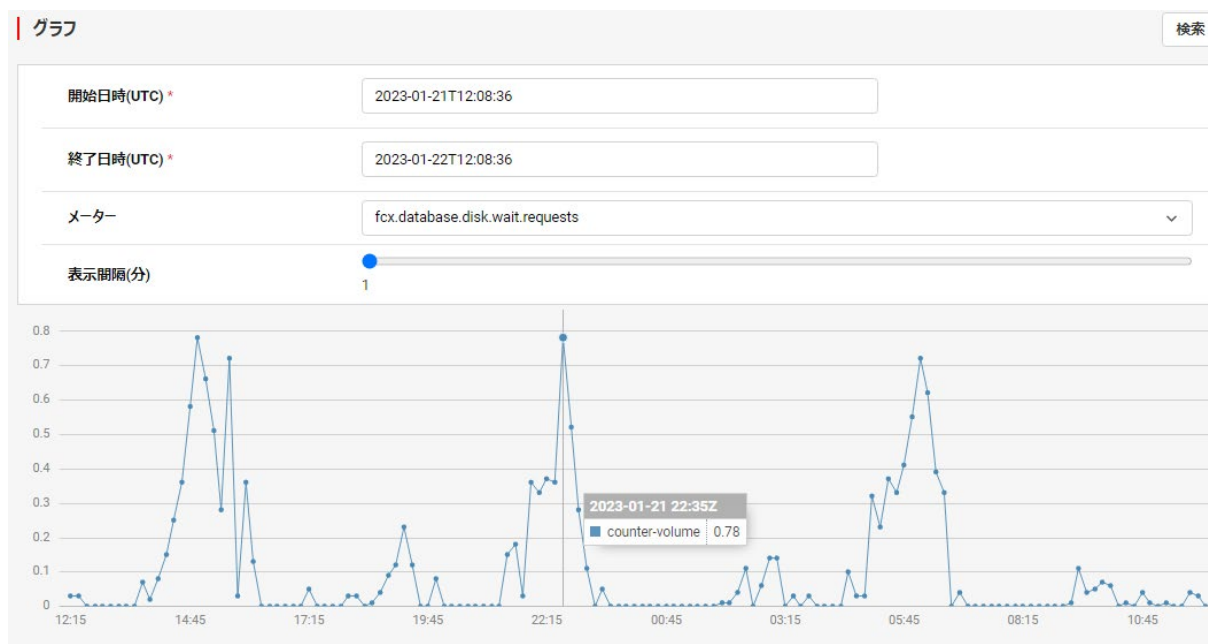 グラフ
検索
開始日時(UTC) *
2023-01-21T12:08:36
終了日時(UTC) *
2023-01-22T12:08:36
メーター
fcx.database.disk.wait.requests
表示間隔(分)
1
0.8
0.7
0.6
0.5
0.4
0.3
0.2
0.1
0
2023-01-21 22:35Z
counter-volume 0.78
12:15 14:45 17:15 19:45 22:15 00:45 03:15 05:45 08:15 10:45